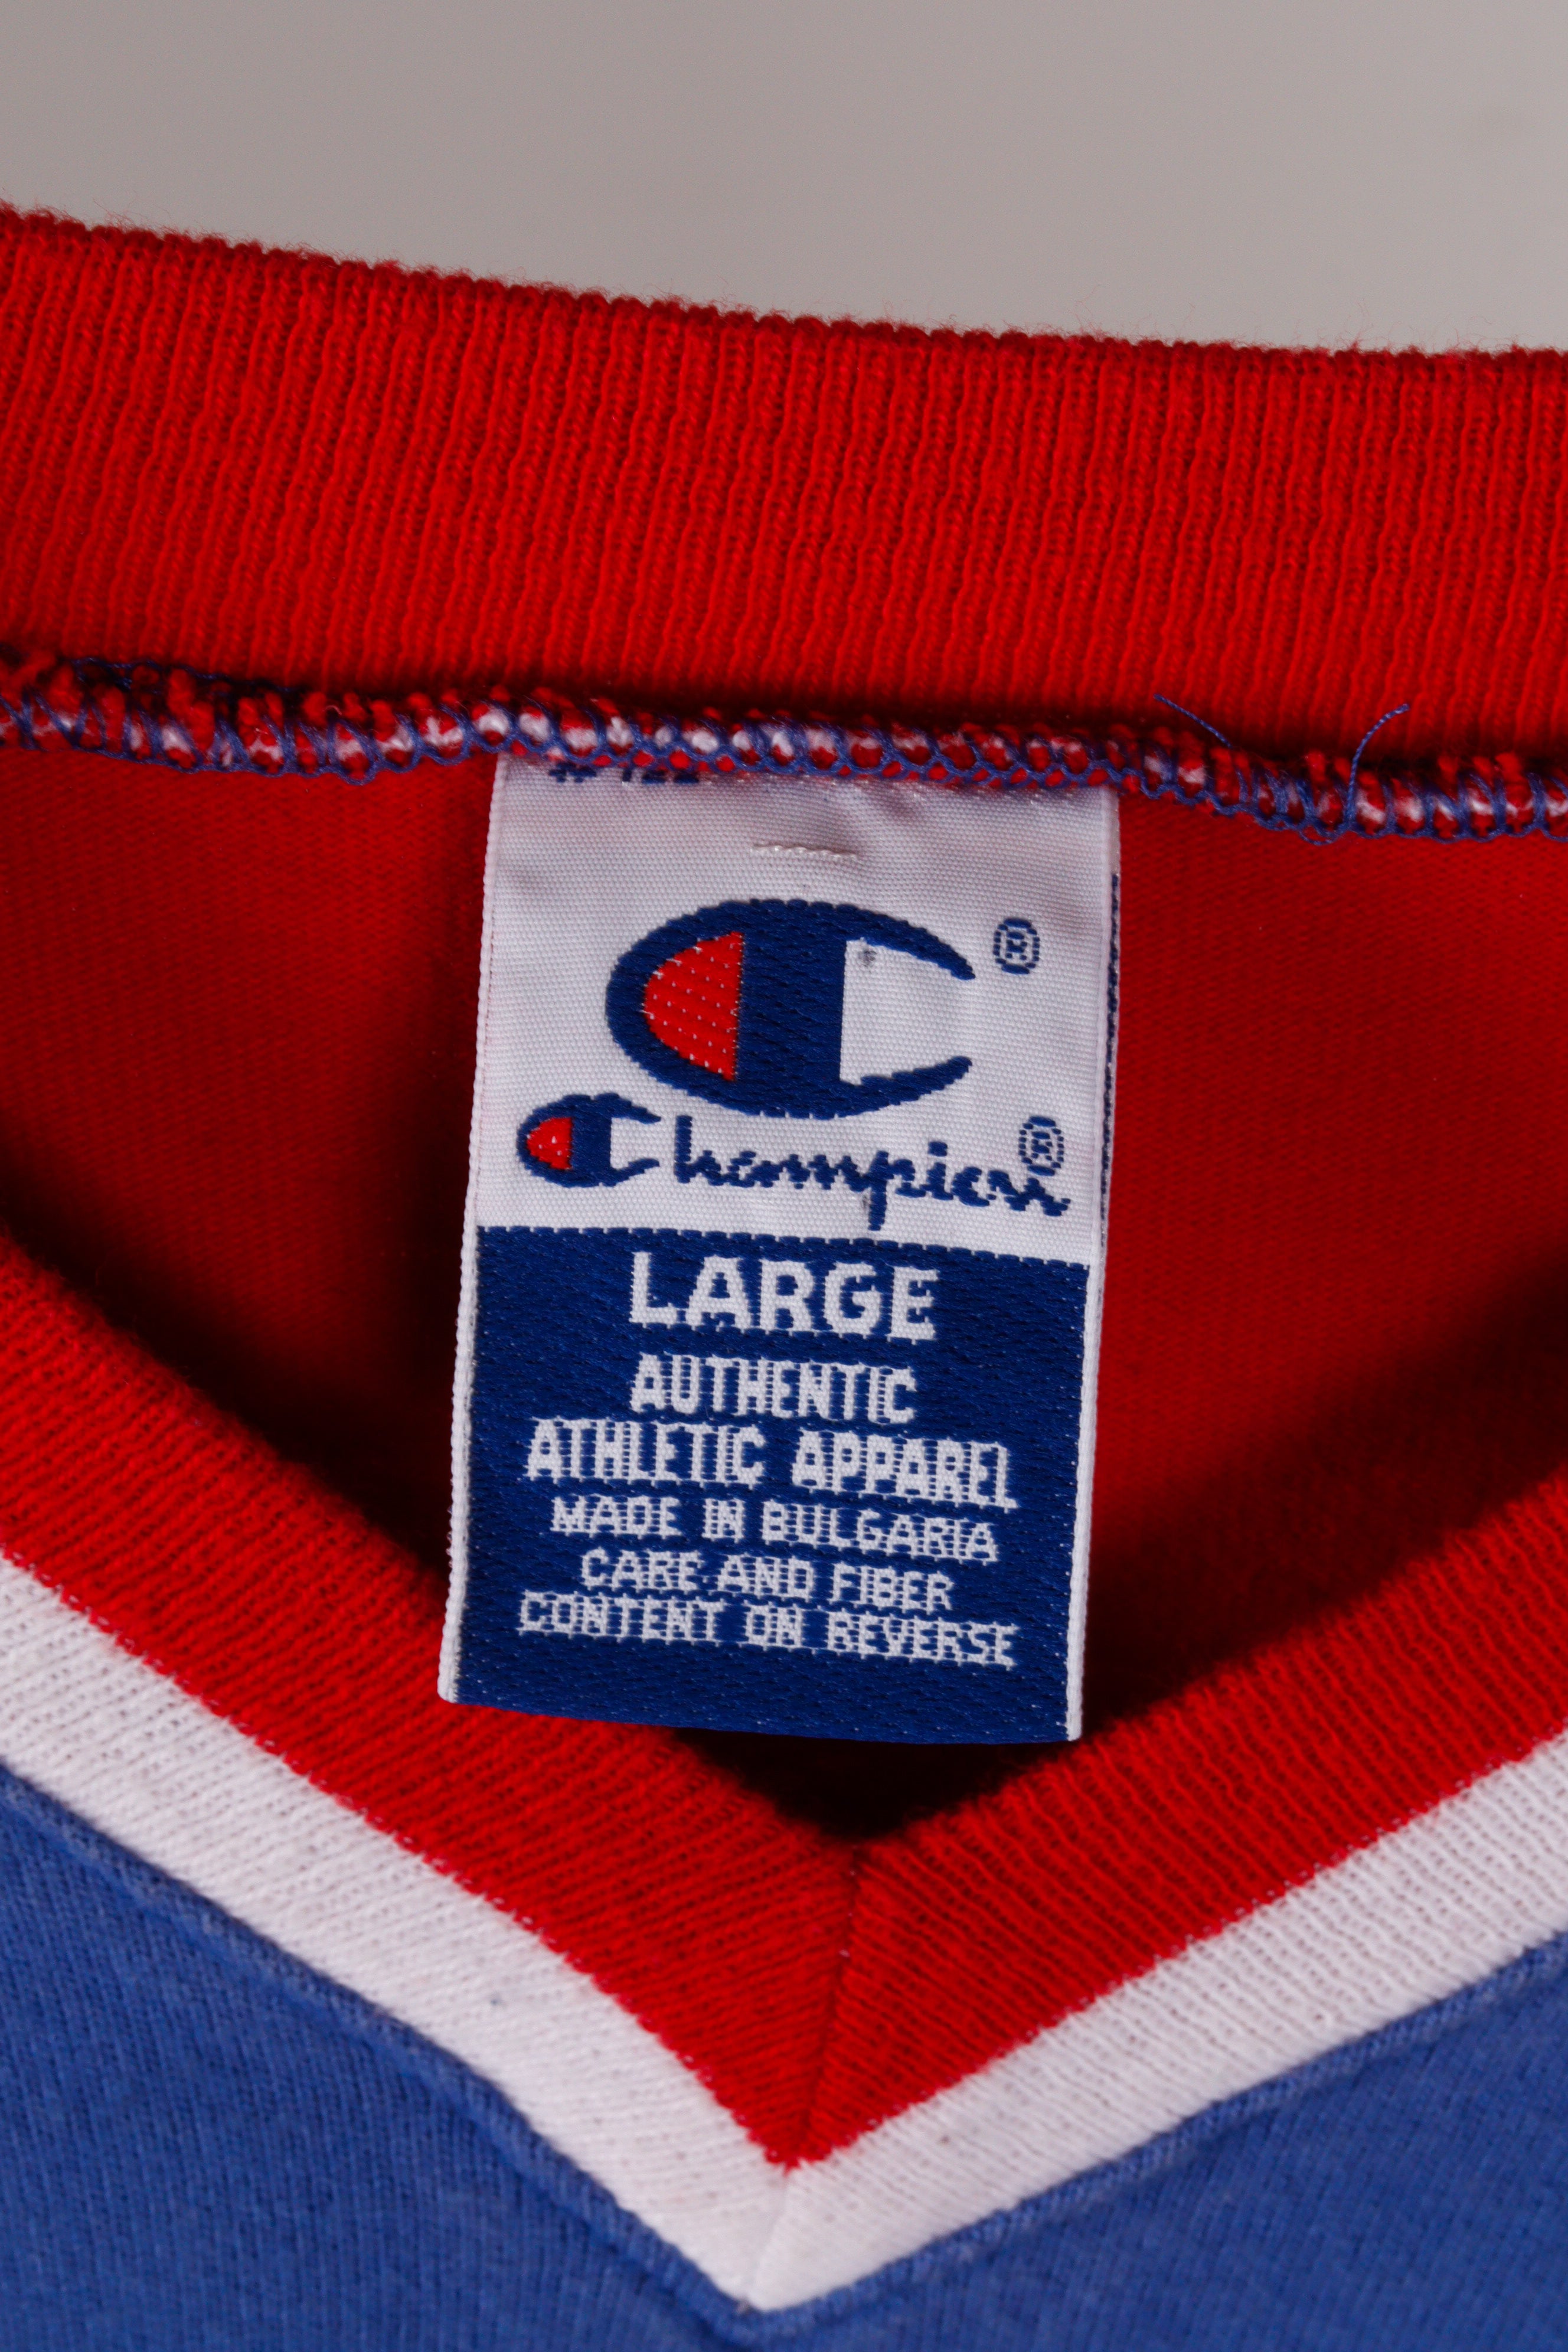 ®
Champion®
LARGE
AUTHENTIC
ATHLETIC APPAREL
MADE IN BULGARIA
CARE AND FIBER
CONTENT ON REVERSE